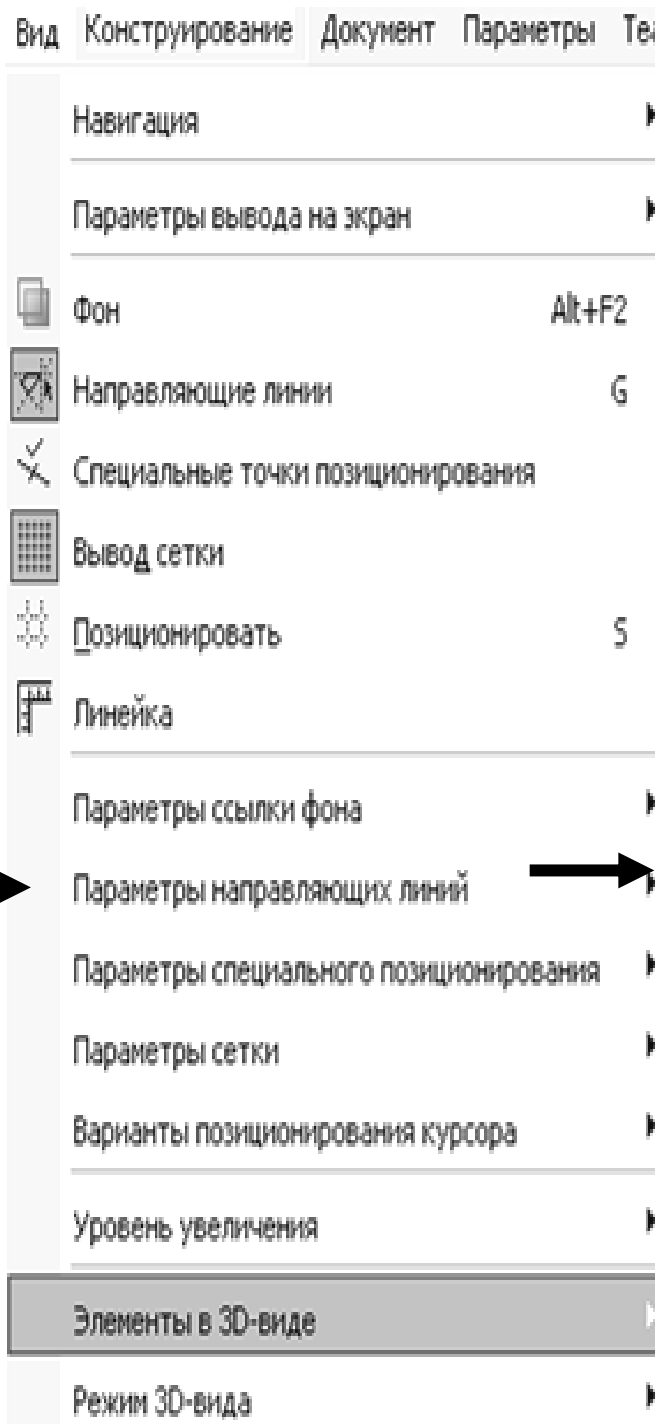 Вид Конструирование Документ Параметры Tea
Навигация
Параметры вывода на экран
Фон Alt+F2
Направляющие линии G
Специальные точки позиционирования
Вывод сетки
Позиционировать S
Линейка
Параметры ссылки фона
Параметры направляющих линий
Параметры специального позиционирования
Параметры сетки
Варианты позиционирования курсора
Уровень увеличения
Элементы в 3D-виде
Режим 3D-вида